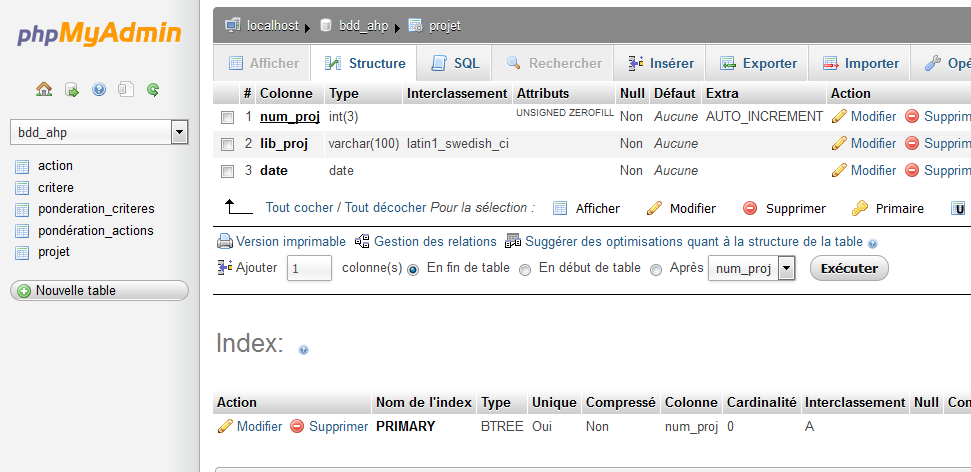 phpMyAdmin
localhost bdd_ahp projet
Afficher Structure SQL Rechercher Insérer Exporter Importer
bdd_ahp
action
critere
ponderation_criteres
pondération_actions
projet
Nouvelle table
# Colonne Type Interclassement Attributs Null Défaut Extra Action
1 num_proj int(3) UNSIGNED ZEROFILL Non Aucune AUTO_INCREMENT Modifier Supprim
2 lib_proj varchar(100) latin1_swedish_ci Non Aucune Modifier Supprim
3 date date Non Aucune Modifier Supprim
Tout cocher / Tout décocher Pour la sélection : Afficher Modifier Supprimer Primaire U
Version imprimable Gestion des relations Suggérer des optimisations quant à la structure de la table
Ajouter 1 colonne(s) En fin de table En début de table Après num_proj Exécuter
Index:
Action Nom de l'index Type Unique Compressé Colonne Cardinalité Interclassement Null
Modifier Supprimer PRIMARY BTREE Oui Non num_proj 0 A